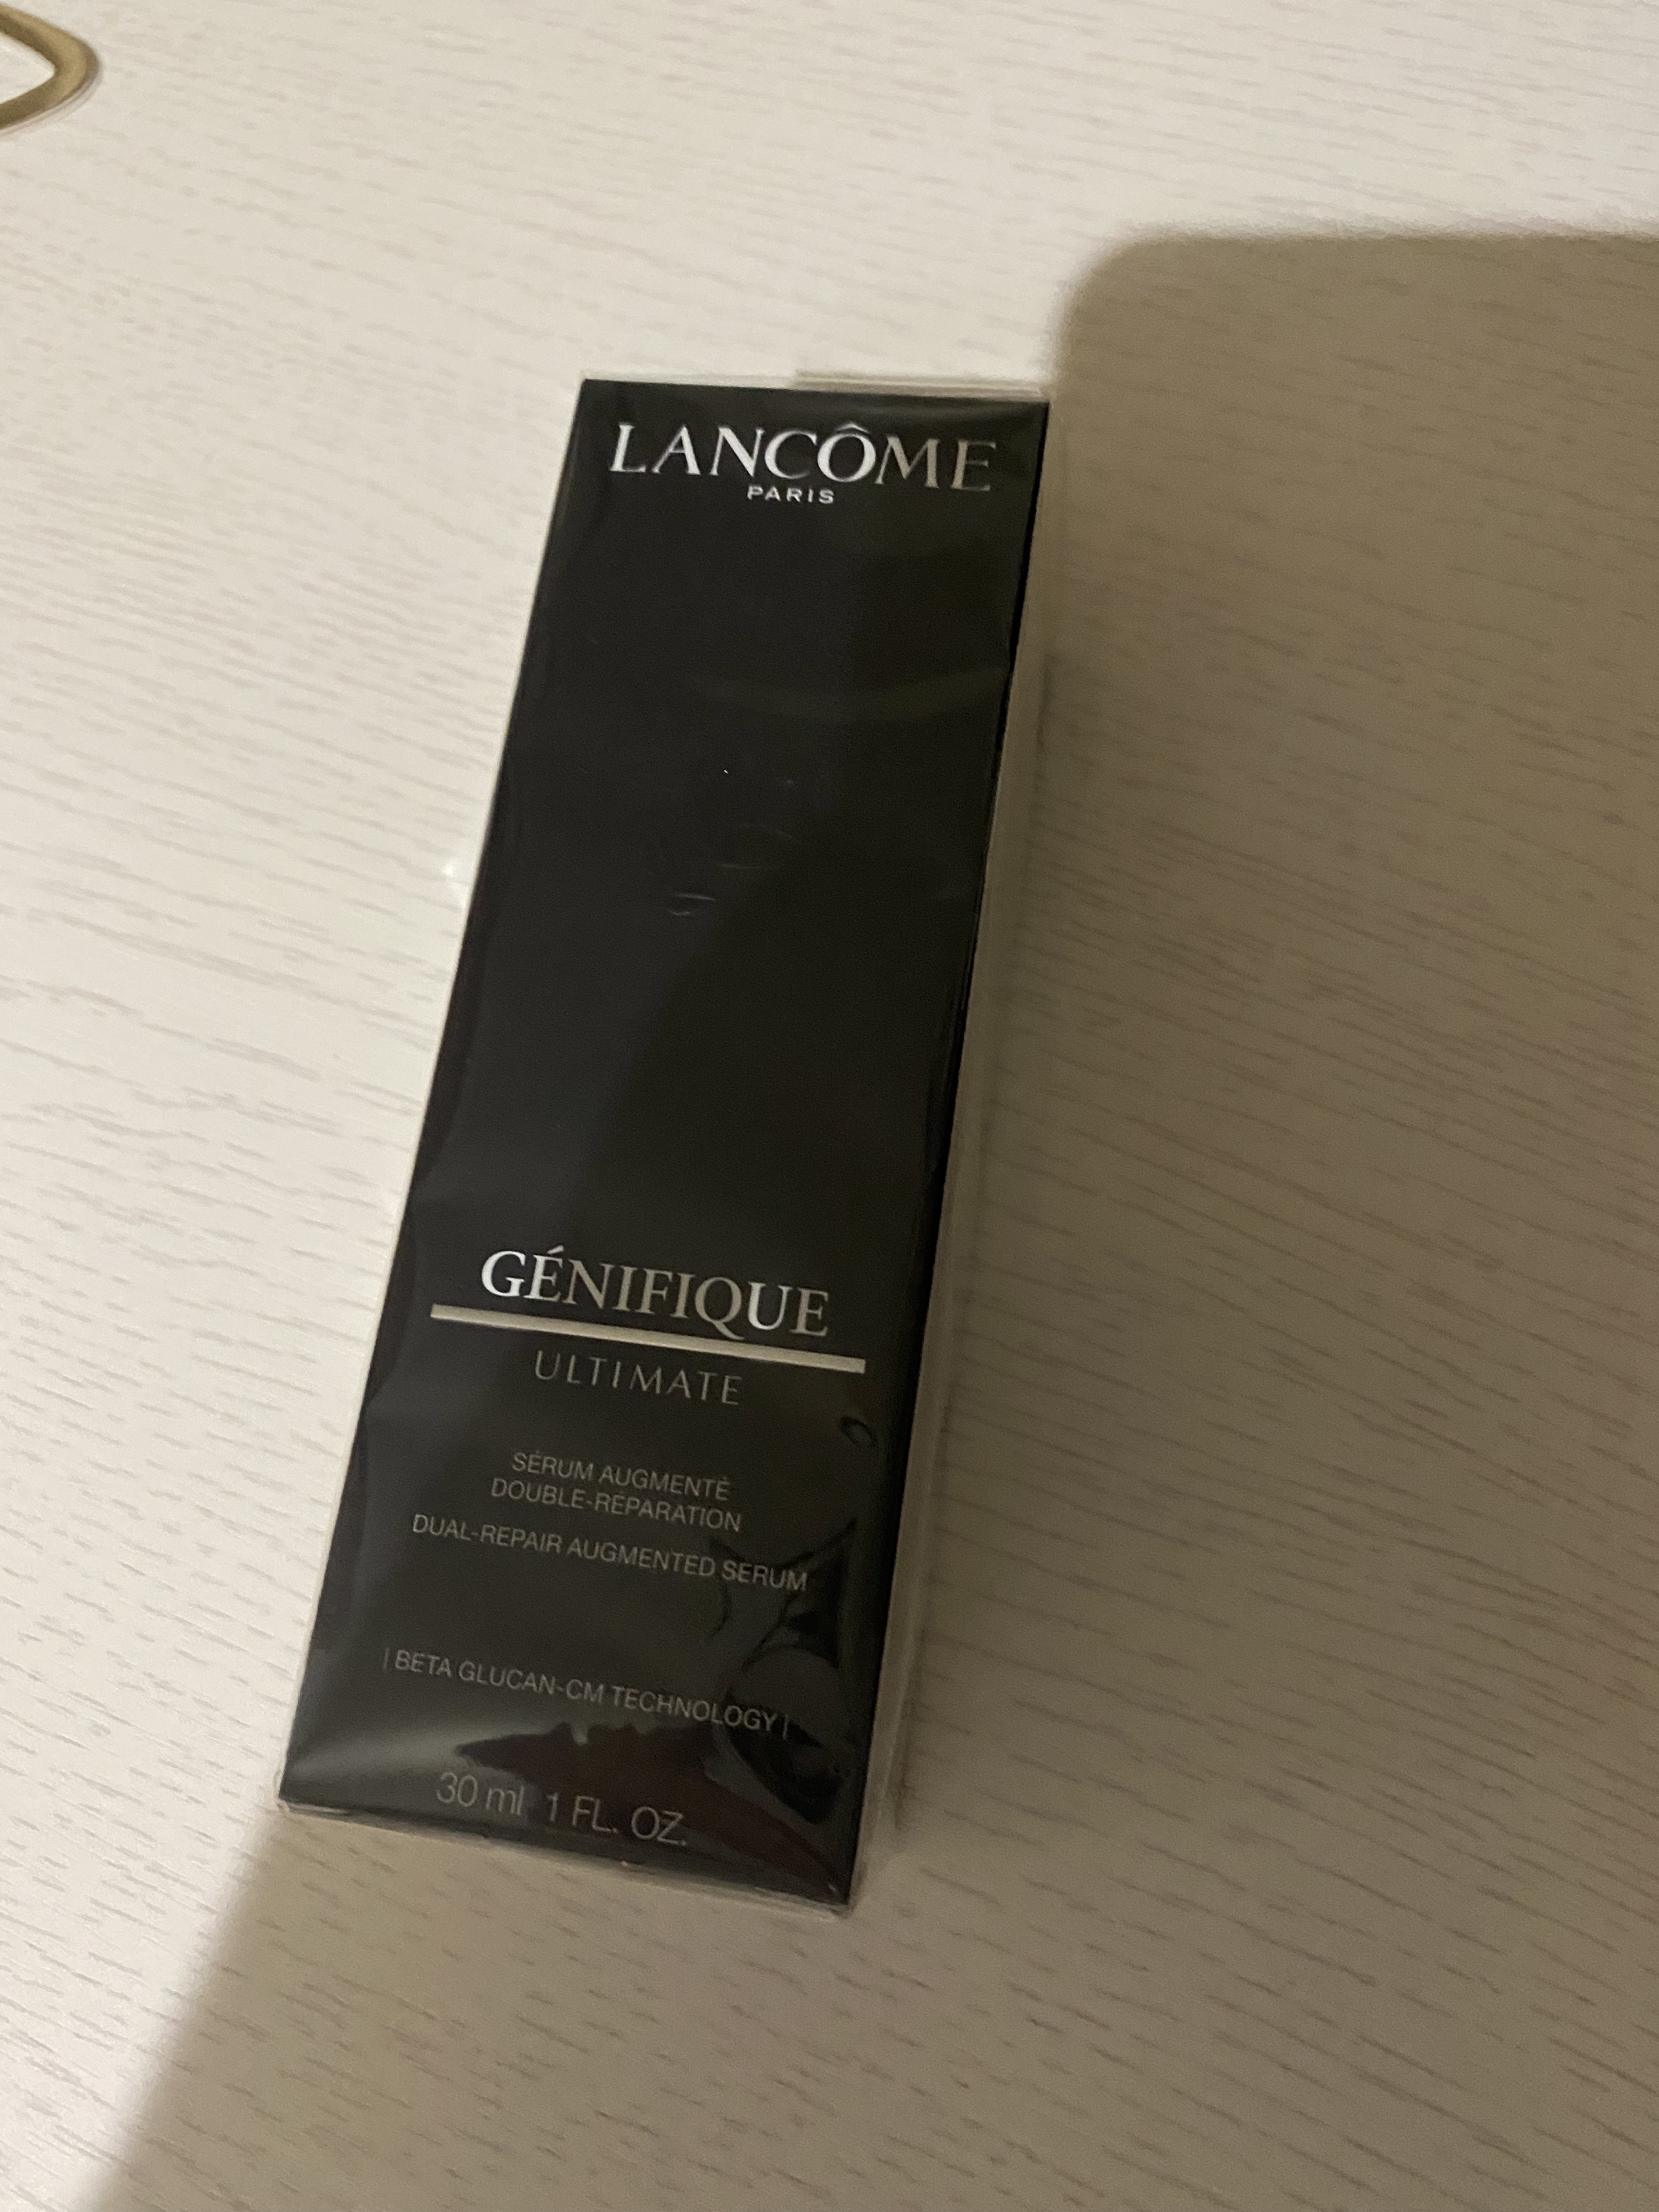 LANCÔME
PARIS
GÉNIFIQUE
ULTIMATE
SÉRUM AUGMENTÉ
DOUBLE-RÉPARATION
DUAL-REPAIR AUGMENTED SERUM
| BETA GLUCAN-CM TECHNOLOGY |
30 ml 1 FL. OZ.